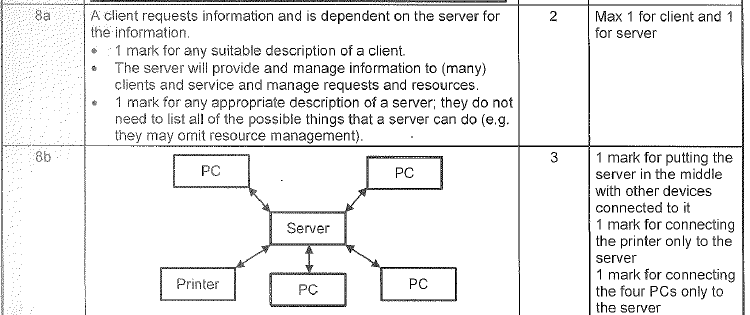 8a
A client requests information and is dependent on the server for
the information.
• 1 mark for any suitable description of a client.
• The server will provide and manage information to (many)
clients and service and manage requests and resources.
• 1 mark for any appropriate description of a server; they do not
need to list all of the possible things that a server can do (e.g.
they may omit resource management).
2
Max 1 for client and 1
for server
8b
PC
PC
Server
Printer
PC
PC
3
1 mark for putting the
server in the middle
with other devices
connected to it
1 mark for connecting
the printer only to the
server
1 mark for connecting
the four PCs only to
the server